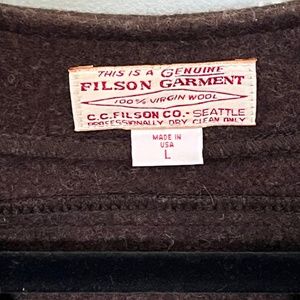 THIS IS A GENUINE
FILSON GARMENT
100% VIRGIN WOOL
C.C. FILSON CO. - SEATTLE
PROFESSIONALLY DRY CLEAN ONLY
MADE IN
USA
L